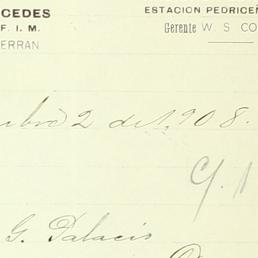 CEDES
F. I. M.
ERRAN
ESTACION PEDRICEÑ
Gerente W. S. CO
bre 2 de 1908.
G. Palacio